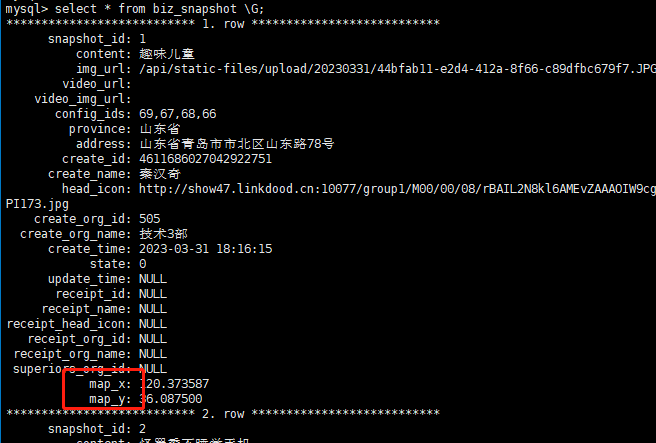 mysql> select * from biz_snapshot \G;
*************************** 1. row ***************************
snapshot_id: 1
content: 趣味儿童
img_url: /api/static-files/upload/20230331/44bfab11-e2d4-412a-8f66-c89dfbc679f7.JPG
video_url:
video_img_url:
config_ids: 69,67,68,66
province: 山东省
address: 山东省青岛市市北区山东路78号
create_id: 4611686027042922751
create_name: 秦汉奇
head_icon: http://show47.linkdood.cn:10077/group1/M00/00/08/rBAIL2N8kl6AMEvZAAAOIW9cg
PI173.jpg
create_org_id: 505
create_org_name: 技术3部
create_time: 2023-03-31 18:16:15
state: 0
update_time: NULL
receipt_id: NULL
receipt_name: NULL
receipt_head_icon: NULL
receipt_org_id: NULL
receipt_org_name: NULL
superiors_org_id: NULL
map_x: 120.373587
map_y: 36.087500
*************************** 2. row ***************************
snapshot_id: 2